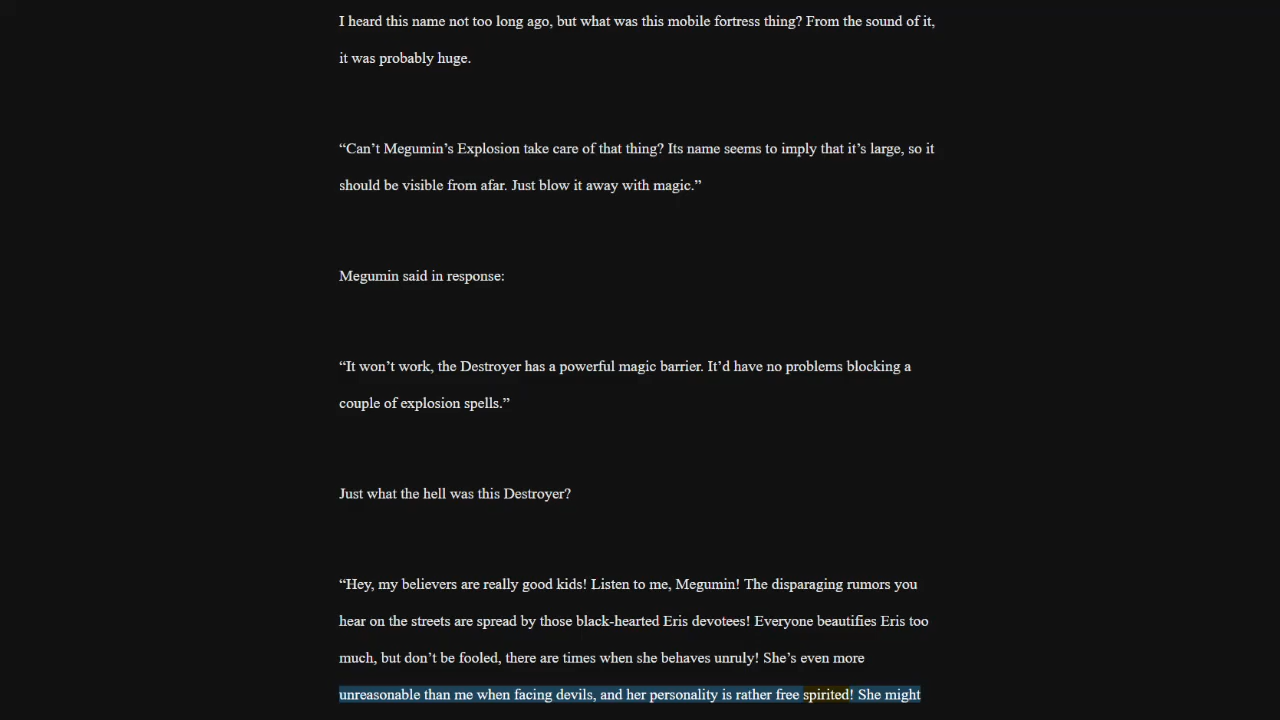 I heard this name not too long ago, but what was this mobile fortress thing? From the sound of it,
it was probably huge.
“Can’t Megumin’s Explosion take care of that thing? Its name seems to imply that it’s large, so it
should be visible from afar. Just blow it away with magic.”
Megumin said in response:
“It won’t work, the Destroyer has a powerful magic barrier. It’d have no problems blocking a
couple of explosion spells.”
Just what the hell was this Destroyer?
“Hey, my believers are really good kids! Listen to me, Megumin! The disparaging rumors you
hear on the streets are spread by those black-hearted Eris devotees! Everyone beautifies Eris too
much, but don’t be fooled, there are times when she behaves unruly! She’s even more
unreasonable than me when facing devils, and her personality is rather free spirited! She might